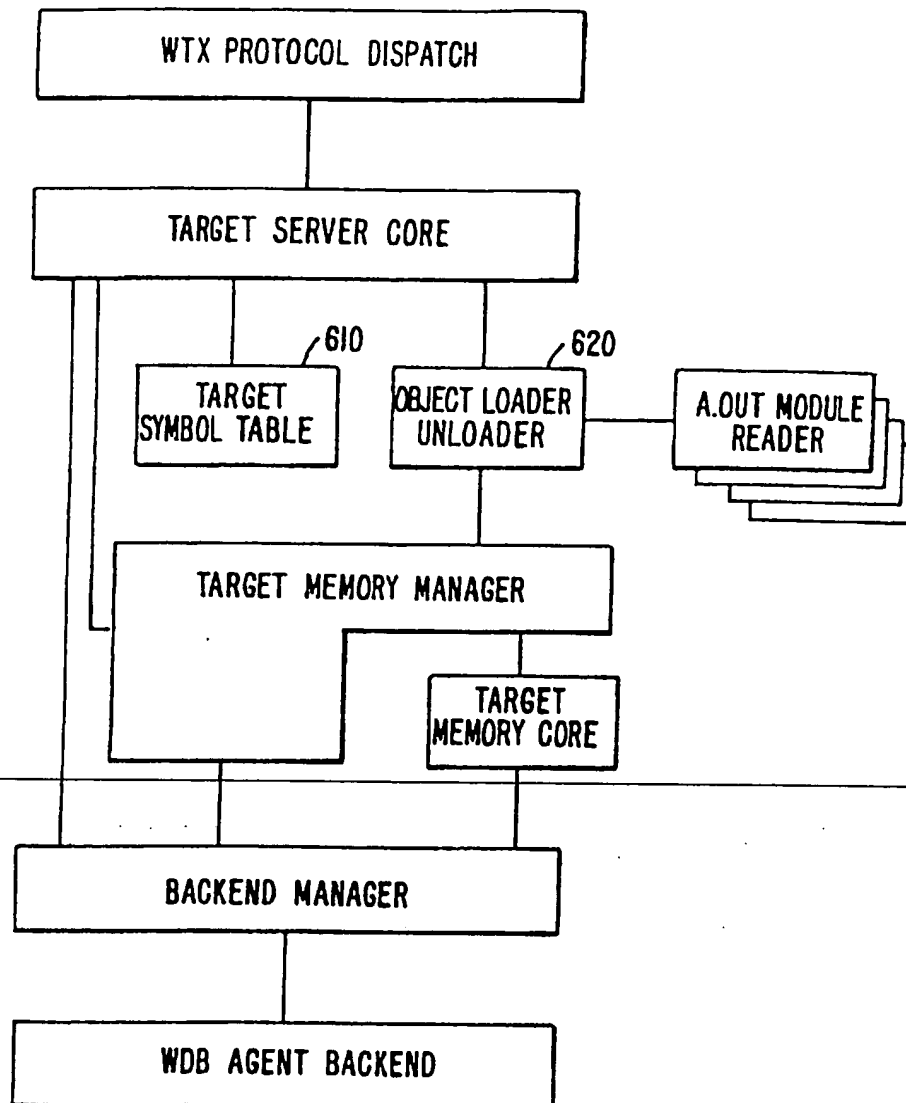 WTX PROTOCOL DISPATCH
TARGET SERVER CORE
610
TARGET
SYMBOL TABLE
620
OBJECT LOADER
UNLOADER
A.OUT MODULE
READER
TARGET MEMORY MANAGER
TARGET
MEMORY CORE
BACKEND MANAGER
WDB AGENT BACKEND